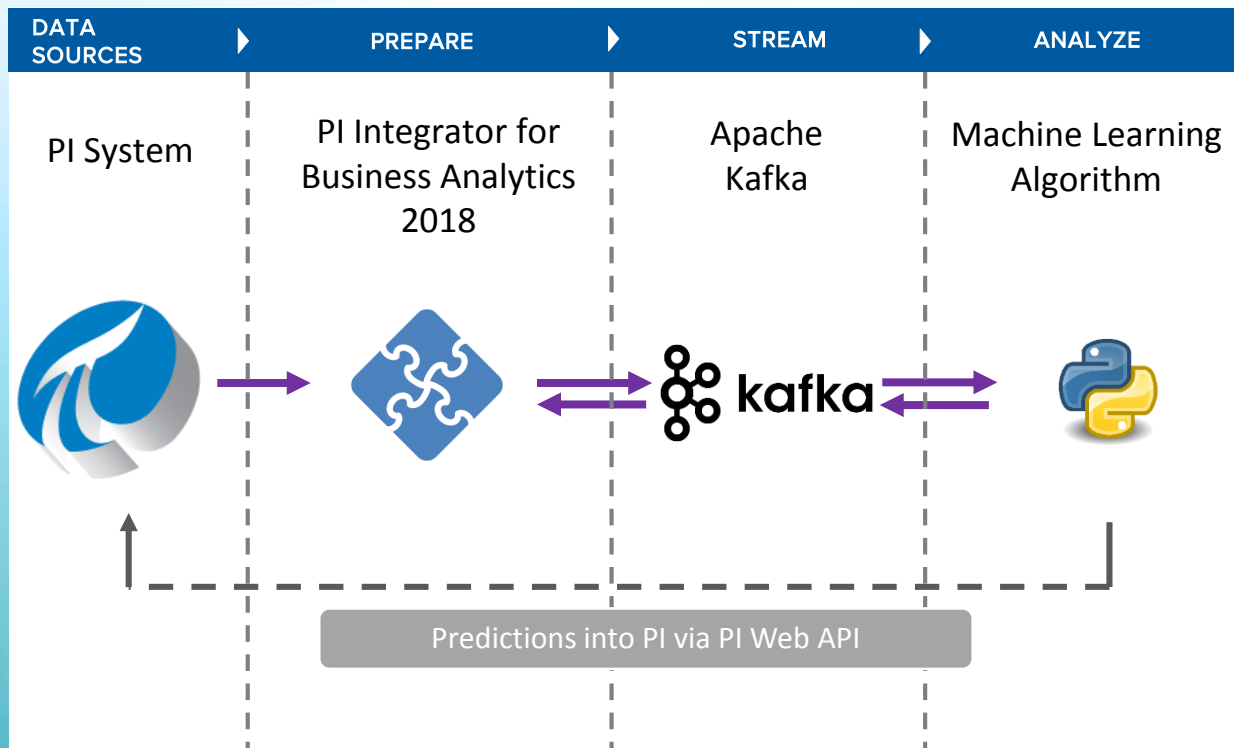 DATA
SOURCES
PREPARE
STREAM
ANALYZE
PI System
PI Integrator for
Business Analytics
2018
Apache
Kafka
Machine Learning
Algorithm
kafka
Predictions into PI via PI Web API